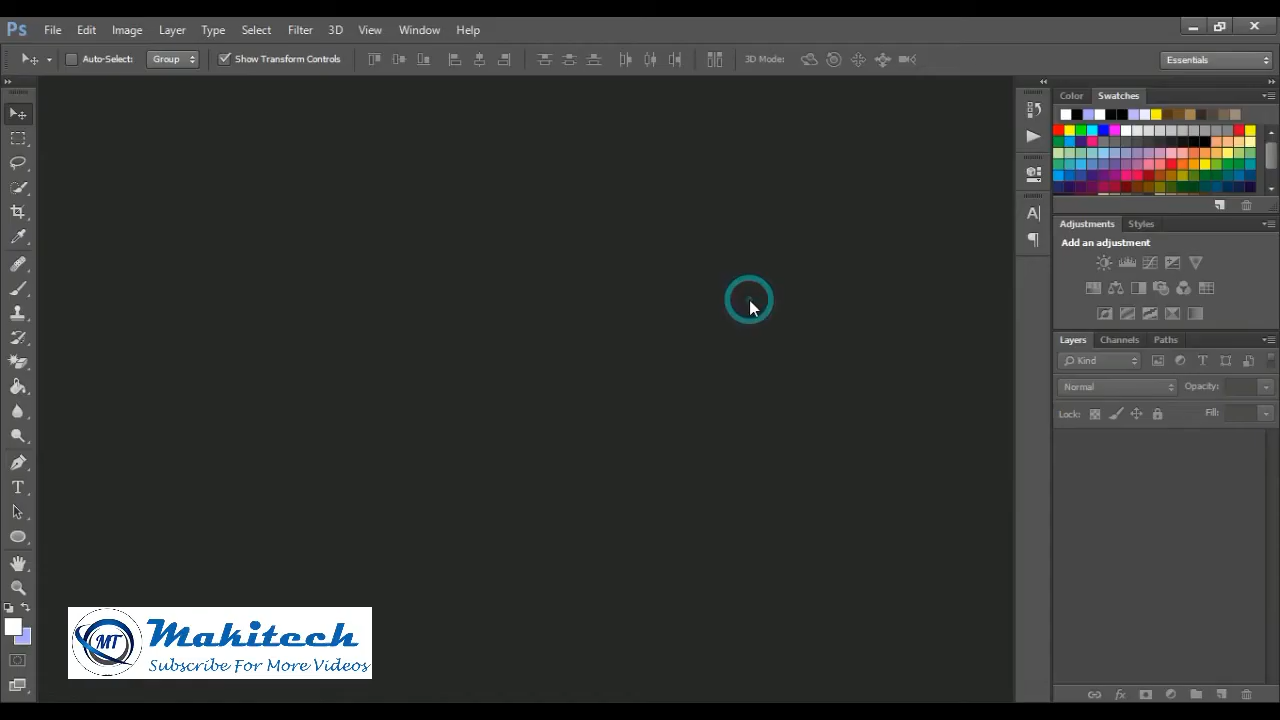 Ps File Edit Image Layer Type Select Filter 3D View Window Help
Auto-Select: Group Show Transform Controls 3D Mode: Essentials
Color Swatches
Adjustments Styles
Add an adjustment
Layers Channels Paths
Kind
Normal Opacity:
Lock: Fill:
MT Makitech
Subscribe For More Videos